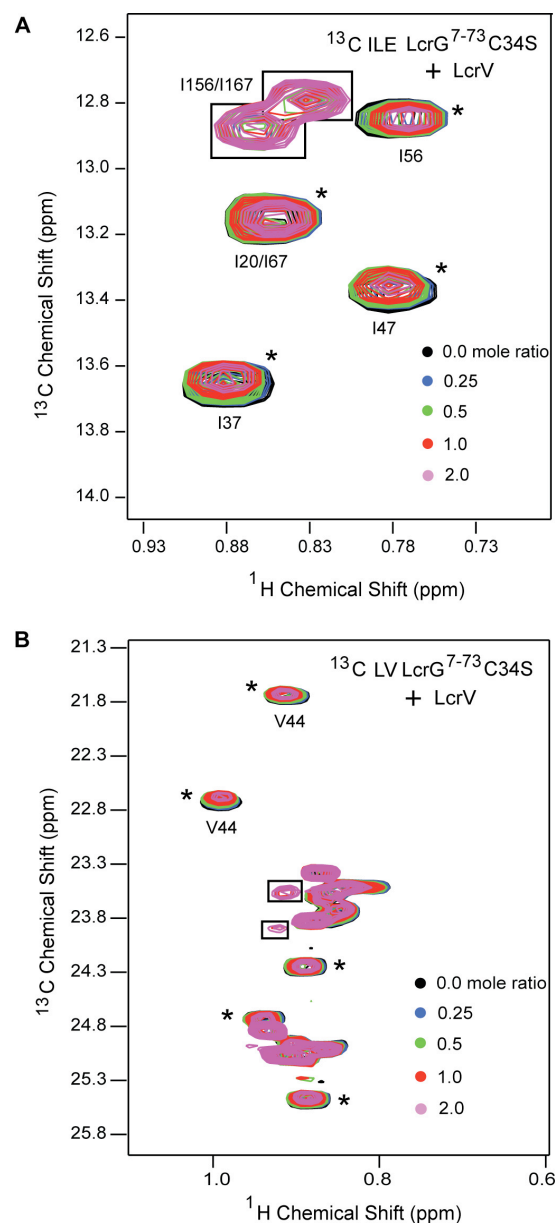 A
¹³C ILE LcrG⁷⁻⁷³C34S
+ LcrV
12.6
12.8
13.0
13.2
13.4
13.6
13.8
14.0
¹³C Chemical Shift (ppm)
I156/I167
*
I56
*
I20/I67
*
I47
*
I37
0.0 mole ratio
0.25
0.5
1.0
2.0
0.93
0.88
0.83
0.78
0.73
¹H Chemical Shift (ppm)
B
¹³C LV LcrG⁷⁻⁷³C34S
+ LcrV
21.3
21.8
22.3
22.8
23.3
23.8
24.3
24.8
25.3
25.8
¹³C Chemical Shift (ppm)
*
V44
*
V44
*
*
*
0.0 mole ratio
0.25
0.5
1.0
2.0
1.0
0.8
0.6
¹H Chemical Shift (ppm)